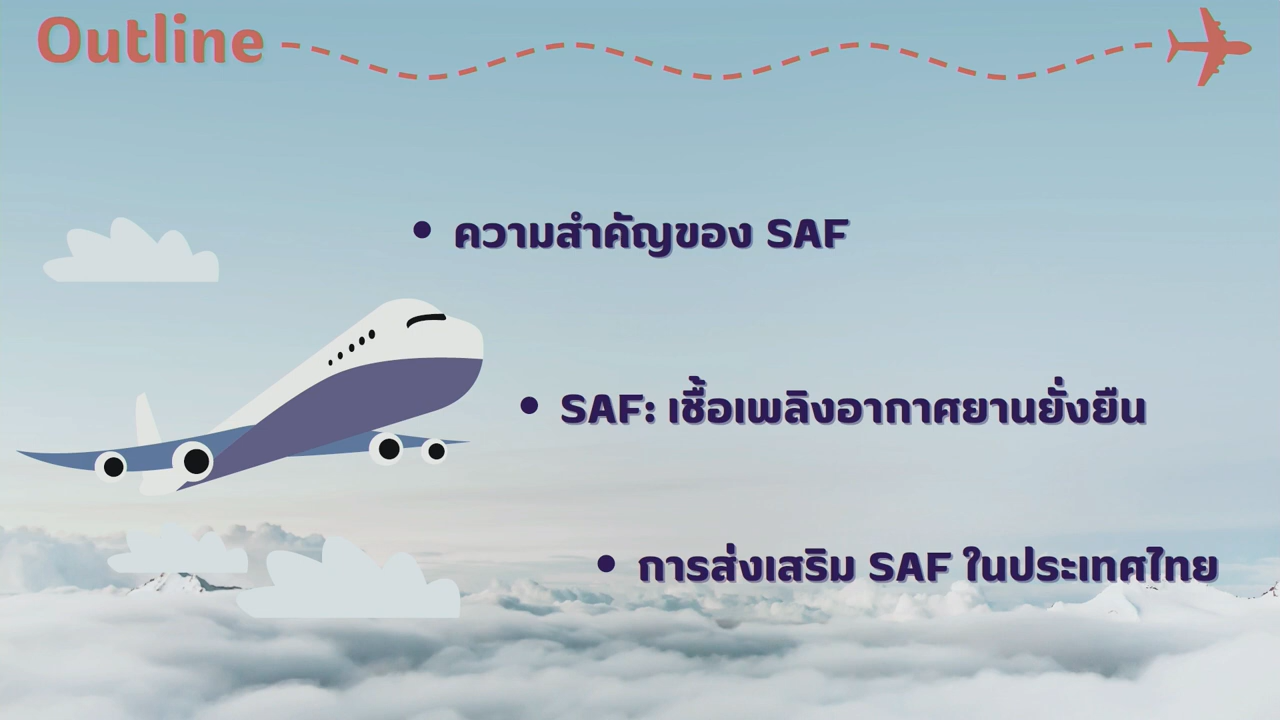 Outline
• ความสำคัญของ SAF
• SAF: เชื้อเพลิงอากาศยานยั่งยืน
• การส่งเสริม SAF ในประเทศไทย